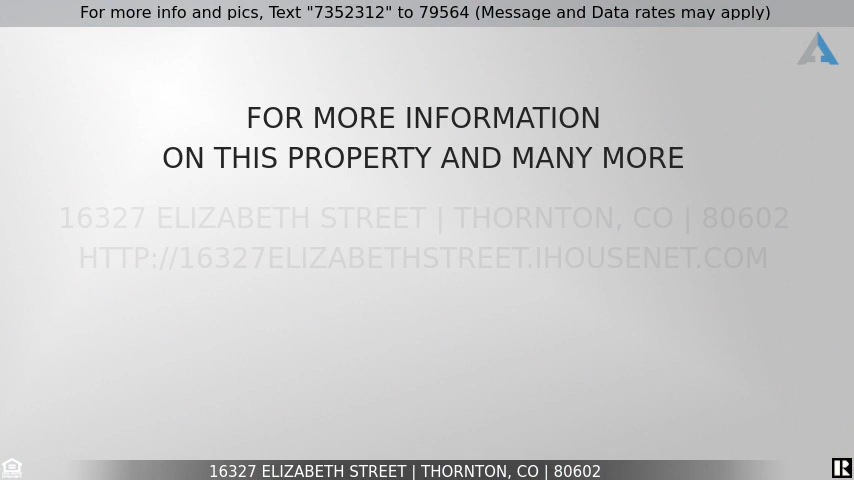 For more info and pics, Text "7352312" to 79564 (Message and Data rates may apply)
FOR MORE INFORMATION
ON THIS PROPERTY AND MANY MORE
16327 ELIZABETH STREET | THORNTON, CO | 80602
HTTP://16327ELIZABETHSTREET.IHOUSENET.COM
16327 ELIZABETH STREET | THORNTON, CO | 80602